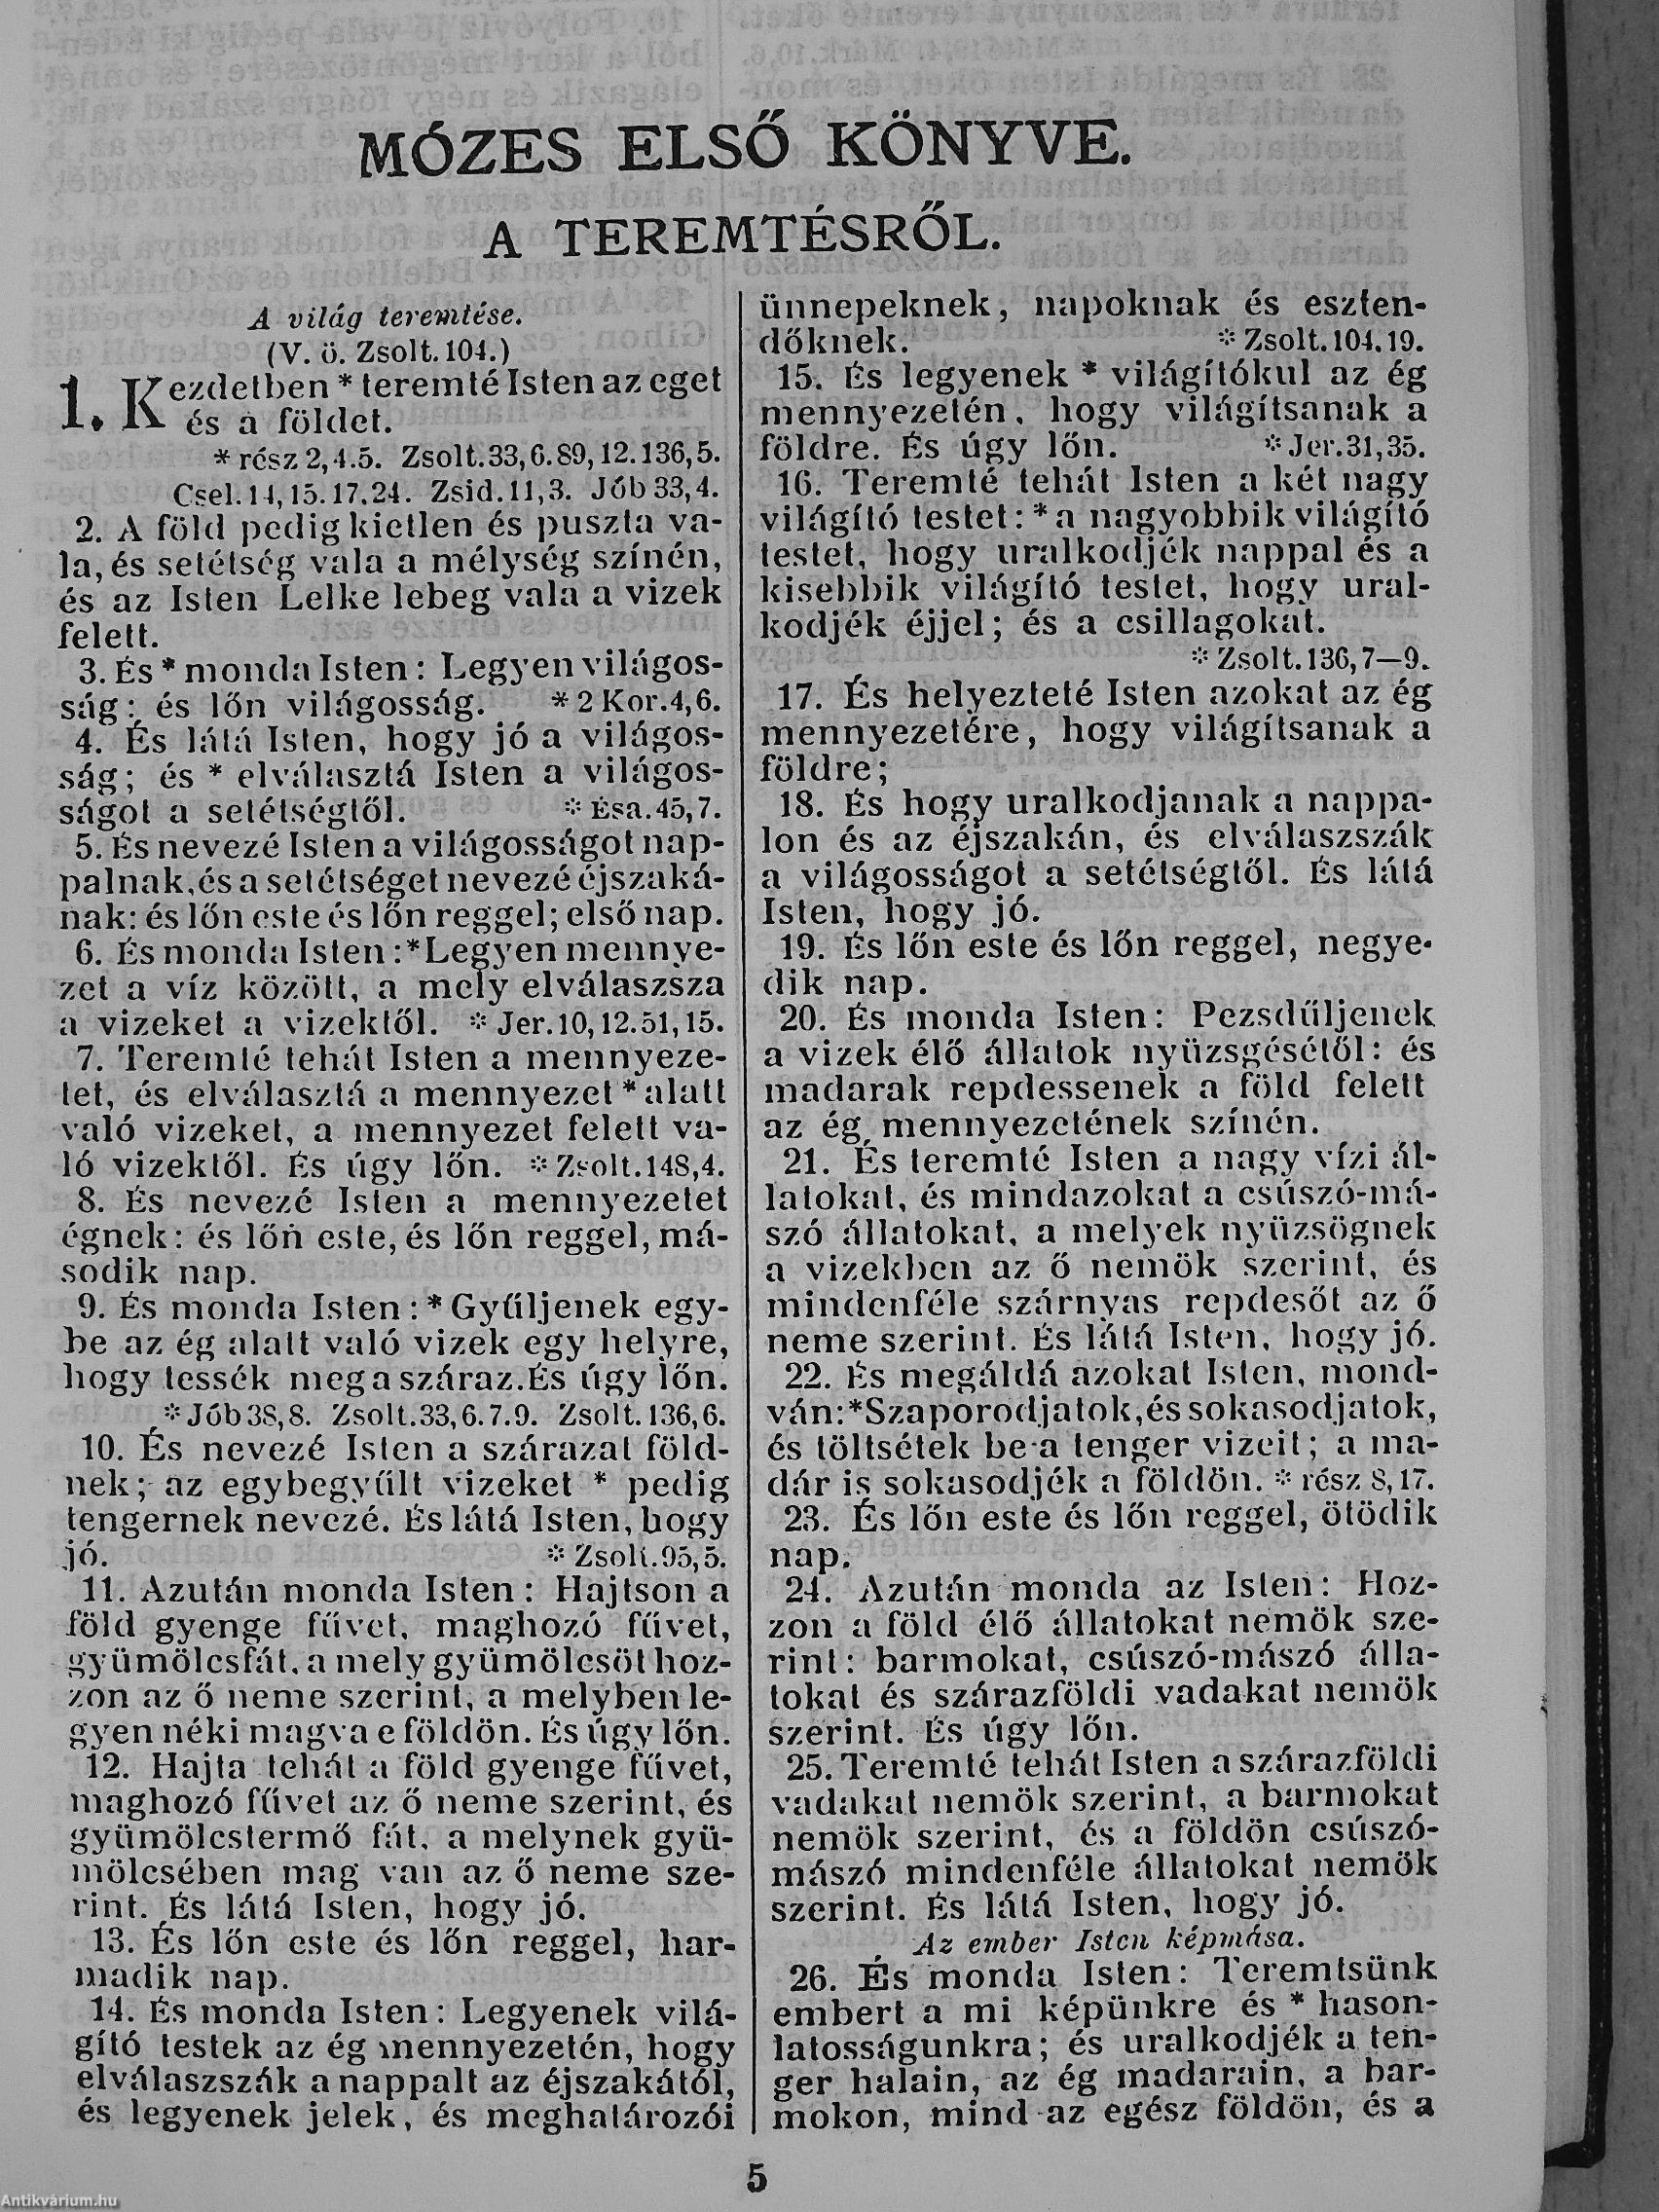 MÓZES ELSŐ KÖNYVE.
A TEREMTÉSRŐL.
A világ teremtése.
(V. ö. Zsolt. 104.)
1. Kezdetben * teremté Isten az eget
és a földet.
* rész 2,4.5. Zsolt.33,6.89,12.136,5.
Csel.14,15.17.24. Zsid.11,3. Jób 33,4.
2. A föld pedig kietlen és puszta va-
la, és setétség vala a mélység színén,
és az Isten Lelke lebeg vala a vizek
felett.
3. És * monda Isten: Legyen világos-
ság: és lőn világosság. * 2 Kor.4,6.
4. És látá Isten, hogy jó a világos-
ság; és * elválasztá Isten a világos-
ságot a setétségtől. * Ésa.45,7.
5. És nevezé Isten a világosságot nap-
palnak, és a setétséget nevezé éjszaká-
nak: és lőn este és lőn reggel; első nap.
6. És monda Isten: * Legyen mennye-
zet a víz között, a mely elválaszsza
a vizeket a vizektől. * Jer.10,12.51,15.
7. Teremté tehát Isten a mennyeze-
tet, és elválasztá a mennyezet * alatt
való vizeket, a mennyezet felett va-
ló vizektől. És úgy lőn. * Zsolt.148,4.
8. És nevezé Isten a mennyezetet
égnek: és lőn este, és lőn reggel, má-
sodik nap.
9. És monda Isten: * Gyűljenek egy-
be az ég alatt való vizek egy helyre,
hogy tessék meg a száraz. És úgy lőn.
* Jób 38,8. Zsolt.33,6.7.9. Zsolt.136,6.
10. És nevezé Isten a szárazat föld-
nek; az egybegyűlt vizeket * pedig
tengernek nevezé. És látá Isten, hogy
jó. * Zsolt.95,5.
11. Azután monda Isten: Hajtson a
föld gyenge fűvet, maghozó fűvet,
gyümölcsfát, a mely gyümölcsöt hoz-
zon az ő neme szerint, a melyben le-
gyen néki magva e földön. És úgy lőn.
12. Hajta tehát a föld gyenge fűvet,
maghozó fűvet az ő neme szerint, és
gyümölcstermő fát, a melynek gyü-
mölcsében mag van az ő neme sze-
rint. És látá Isten, hogy jó.
13. És lőn este és lőn reggel, har-
madik nap.
14. És monda Isten: Legyenek vilá-
gító testek az ég mennyezetén, hogy
elválaszszák a nappalt az éjszakától,
és legyenek jelek, és meghatározói
ünnepeknek, napoknak és eszten-
dőknek. * Zsolt.104.19.
15. És legyenek * világítókul az ég
mennyezetén, hogy világítsanak a
földre. És úgy lőn. * Jer.31,35.
16. Teremté tehát Isten a két nagy
világító testet: * a nagyobbik világító
testet, hogy uralkodjék nappal és a
kisebbik világító testet, hogy ural-
kodjék éjjel; és a csillagokat.
* Zsolt.136,7—9.
17. És helyezteté Isten azokat az ég
mennyezetére, hogy világítsanak a
földre;
18. És hogy uralkodjanak a nappa-
lon és az éjszakán, és elválaszszák
a világosságot a setétségtől. És látá
Isten, hogy jó.
19. És lőn este és lőn reggel, negye-
dik nap.
20. És monda Isten: Pezsdűljenek
a vizek élő állatok nyüzsgésétől: és
madarak repdessenek a föld felett
az ég mennyezetének színén.
21. És teremté Isten a nagy vízi ál-
latokat, és mindazokat a csúszó-má-
szó állatokat, a melyek nyüzsögnek
a vizekben az ő nemök szerint, és
mindenféle szárnyas repdesőt az ő
neme szerint. És látá Isten, hogy jó.
22. És megáldá azokat Isten, mond-
ván: * Szaporodjatok, és sokasodjatok,
és töltsétek be a tenger vizeit; a ma-
dár is sokasodjék a földön. * rész 8,17.
23. És lőn este és lőn reggel, ötödik
nap.
24. Azután monda az Isten: Hoz-
zon a föld élő állatokat nemök sze-
rint: barmokat, csúszó-mászó álla-
tokat és szárazföldi vadakat nemök
szerint. És úgy lőn.
25. Teremté tehát Isten a szárazföldi
vadakat nemök szerint, a barmokat
nemök szerint, és a földön csúszó-
mászó mindenféle állatokat nemök
szerint. És látá Isten, hogy jó.
Az ember Isten képmása.
26. És monda Isten: Teremtsünk
embert a mi képünkre és * hason-
latosságunkra; és uralkodjék a ten-
ger halain, az ég madarain, a bar-
mokon, mind az egész földön, és a
5
Antikvárium.hu